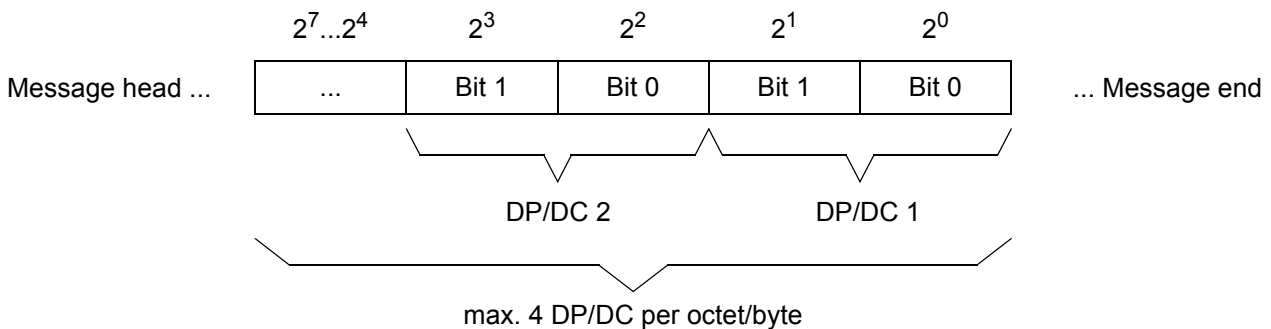 2⁷...2⁴ 2³ 2² 2¹ 2⁰
Message head ... ... Bit 1 Bit 0 Bit 1 Bit 0 ... Message end
DP/DC 2 DP/DC 1
max. 4 DP/DC per octet/byte